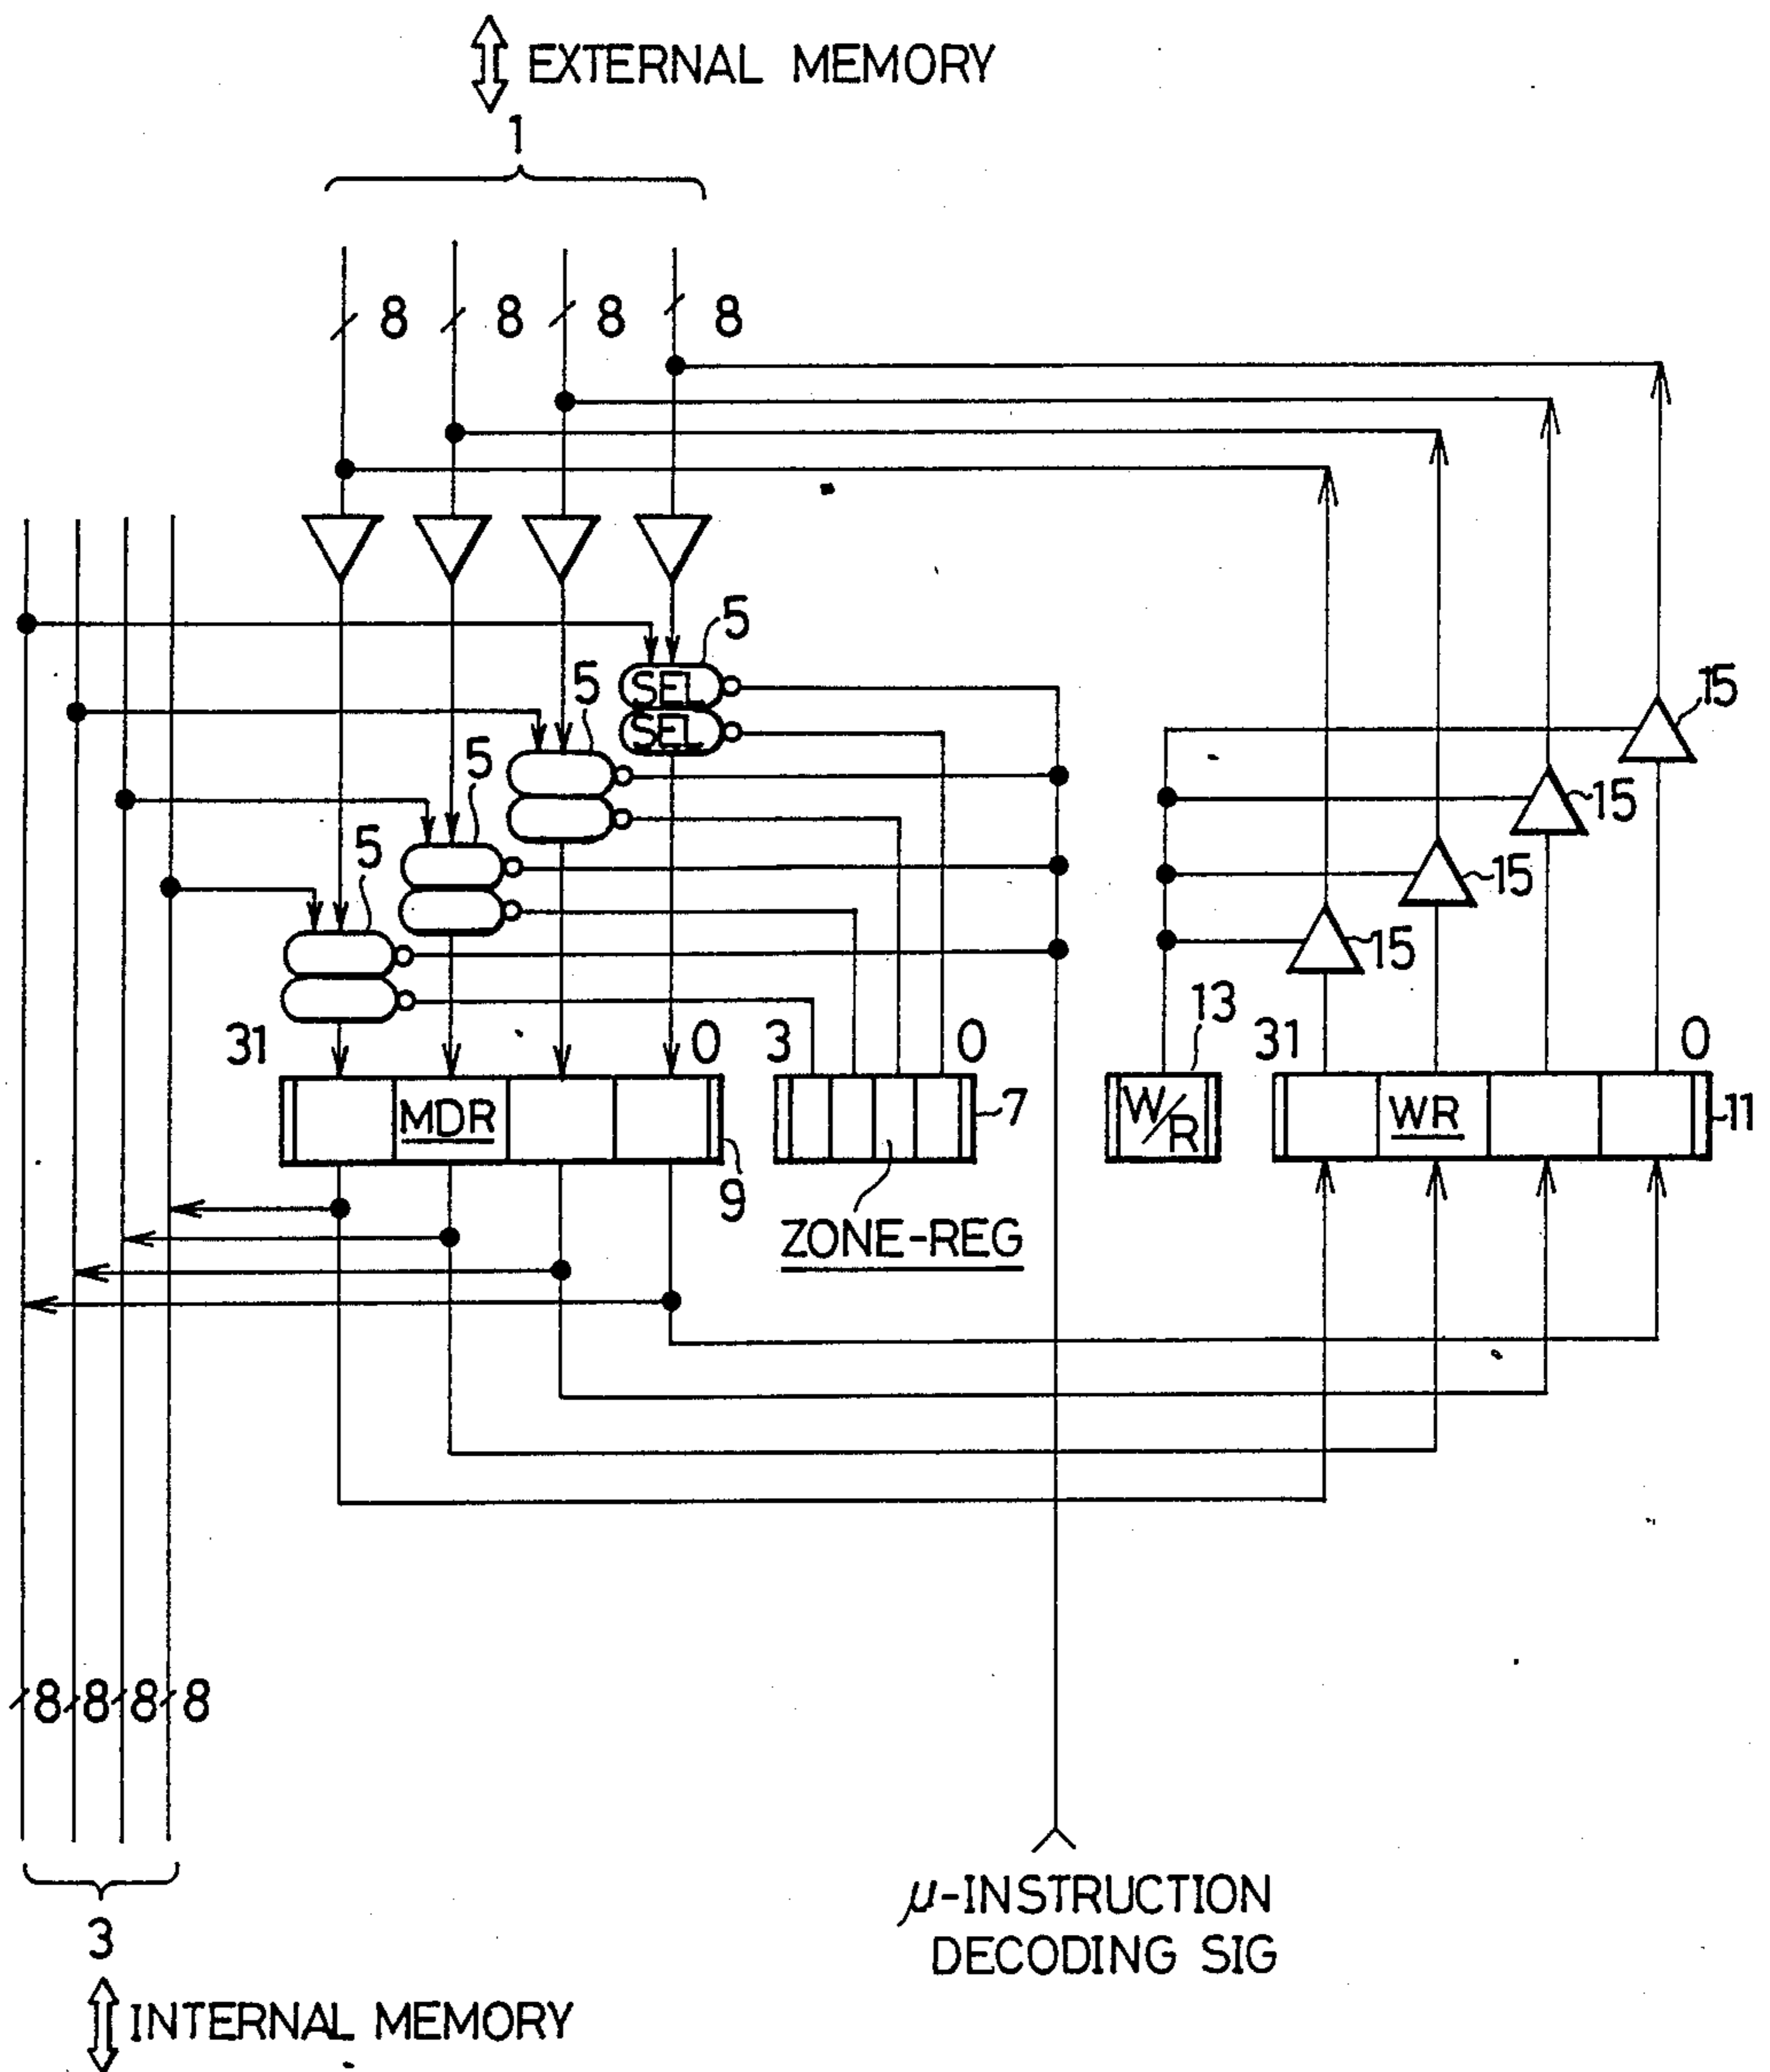 EXTERNAL MEMORY
1
8 8 8 8
5
SEL
SEL
5
5
5
15
15
15
15
31 0 3 0 13 31 0
MDR
W/R
WR
7
11
9
ZONE-REG
8 8 8 8
3
μ-INSTRUCTION
DECODING SIG
INTERNAL MEMORY